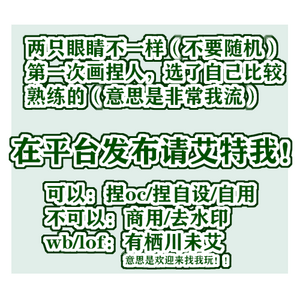 两只眼睛不一样（不要随机）
第一次画捏人，选了自己比较
熟练的（意思是非常我流）
在平台发布请艾特我！
可以：捏oc/捏自设/自用
不可以：商用/去水印
wb/lof：有栖川未艾
意思是欢迎来找我玩！！